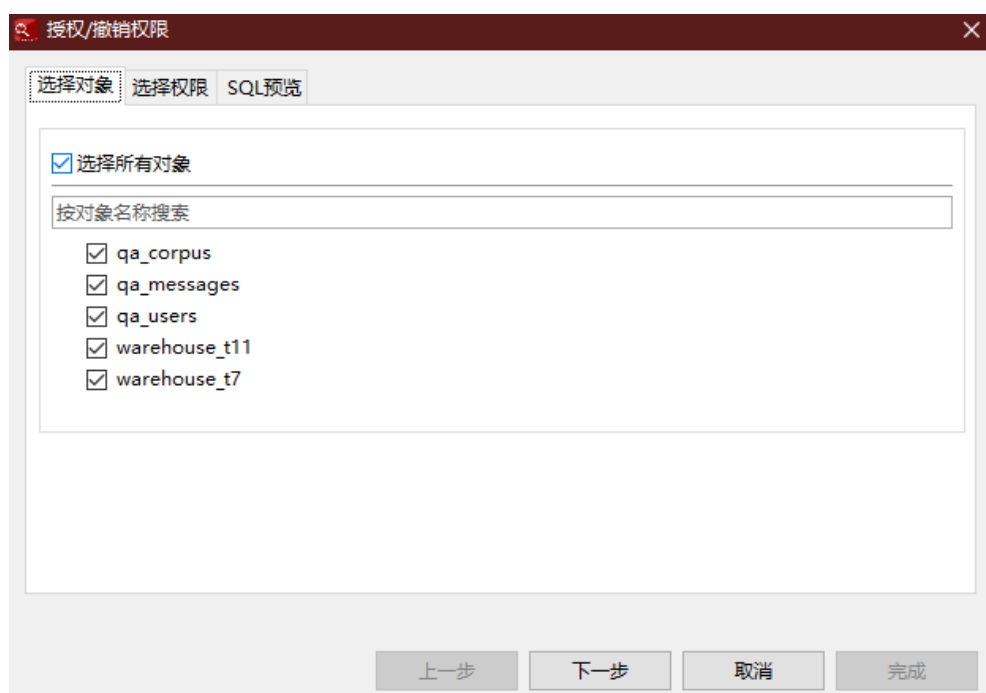 授权/撤销权限
选择对象 选择权限 SQL预览
选择所有对象
按对象名称搜索
qa_corpus
qa_messages
qa_users
warehouse_t11
warehouse_t7
上一步 下一步 取消 完成